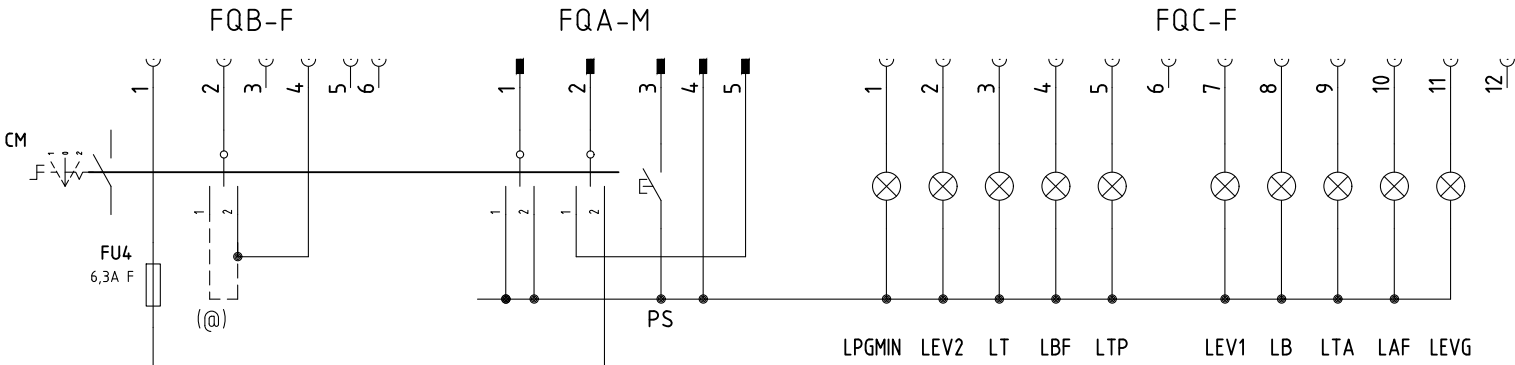 FQB-F FQA-M FQC-F
1 2 3 4 5 6 1 2 3 4 5 1 2 3 4 5 6 7 8 9 10 11 12
CM
1 0 2
1 2 1 2 1 2
FU4
6,3A F
(@) PS
LPGMIN LEV2 LT LBF LTP LEV1 LB LTA LAF LEVG